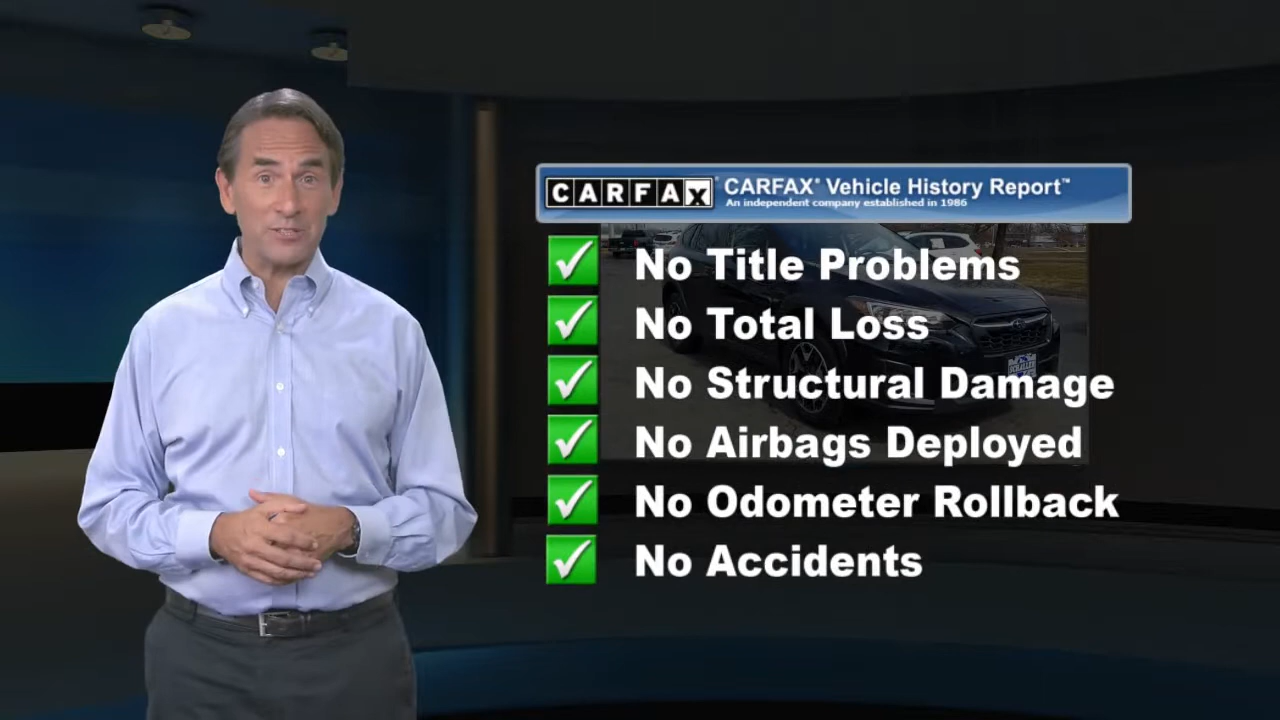 CARFAX® CARFAX® Vehicle History Report™
An independent company established in 1986
No Title Problems
No Total Loss
No Structural Damage
No Airbags Deployed
No Odometer Rollback
No Accidents